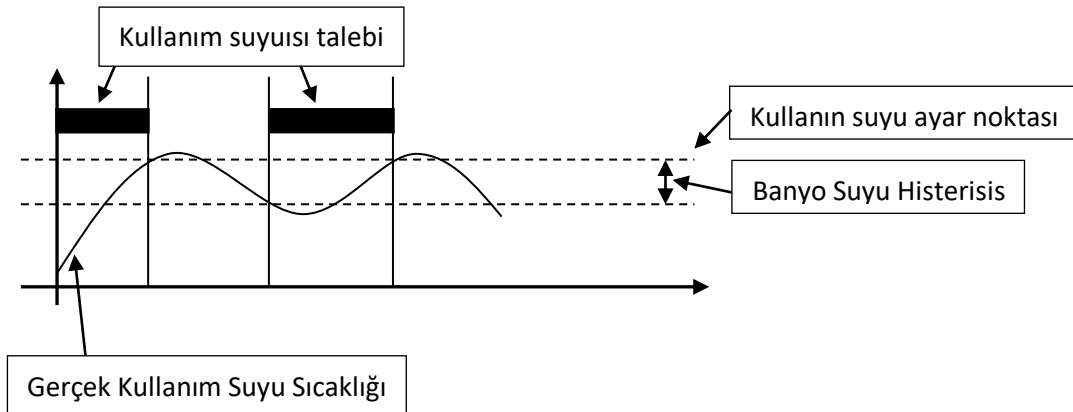 Kullanım suyuısı talebi
Kullanın suyu ayar noktası
Banyo Suyu Histerisis
Gerçek Kullanım Suyu Sıcaklığı